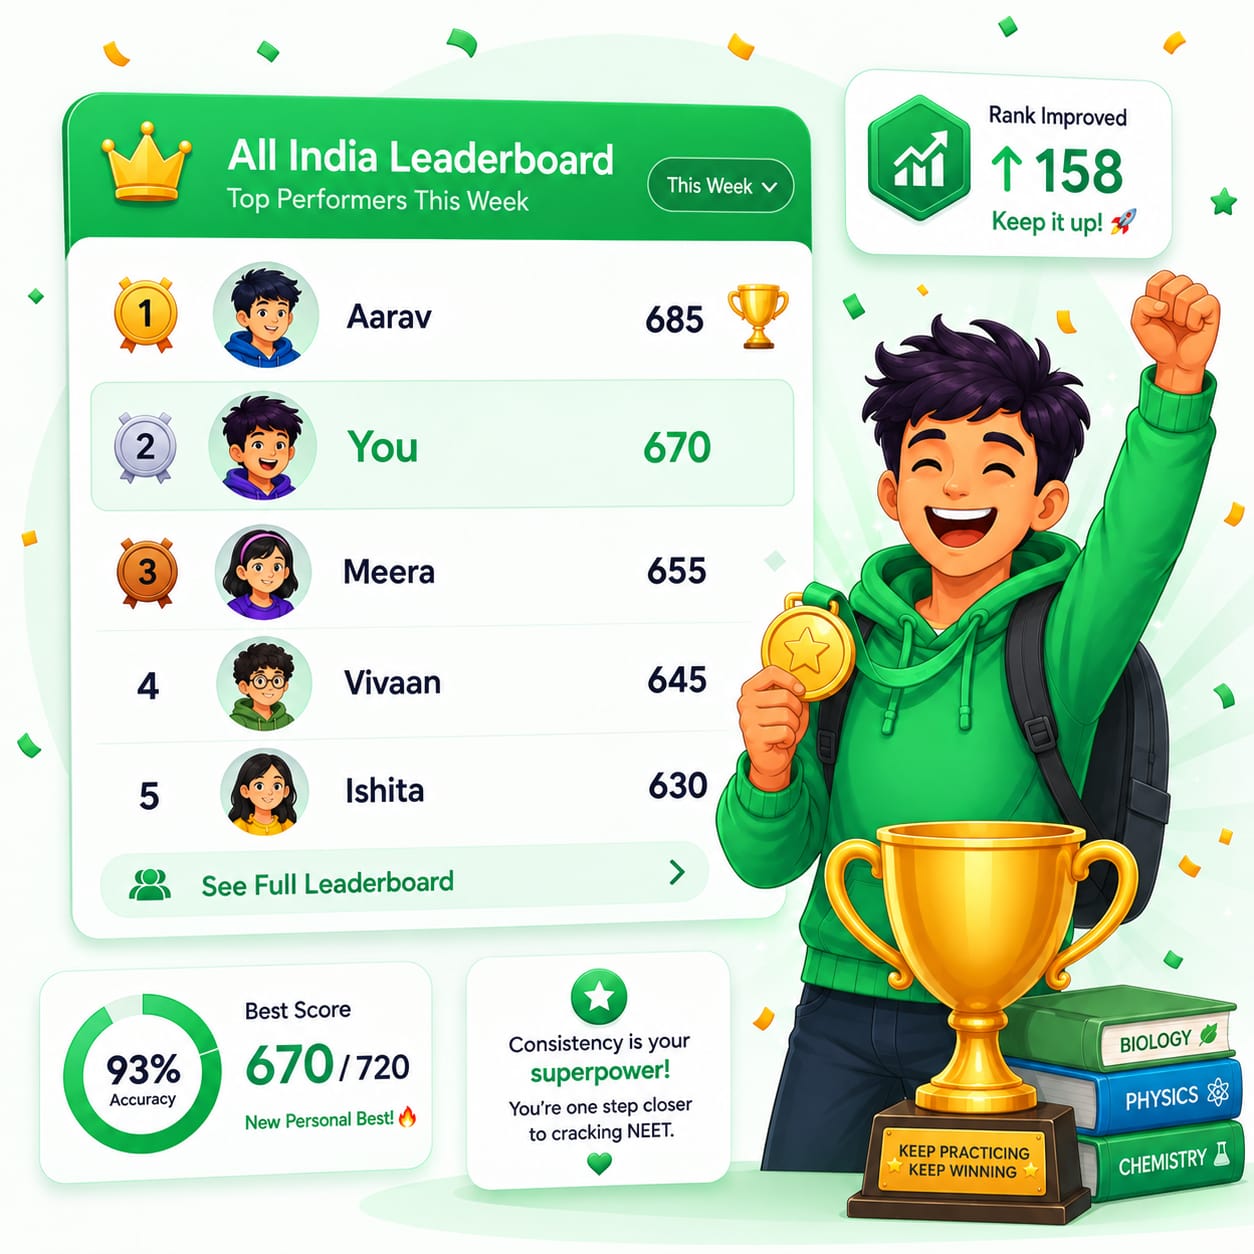 All India Leaderboard
Top Performers This Week
This Week
Rank Improved
↑ 158
Keep it up! 🚀
1 Aarav 685
2 You 670
3 Meera 655
4 Vivaan 645
5 Ishita 630
See Full Leaderboard
93%
Accuracy
Best Score
670 / 720
New Personal Best! 🔥
Consistency is your
superpower!
You're one step closer
to cracking NEET.
BIOLOGY
PHYSICS
CHEMISTRY
KEEP PRACTICING
KEEP WINNING